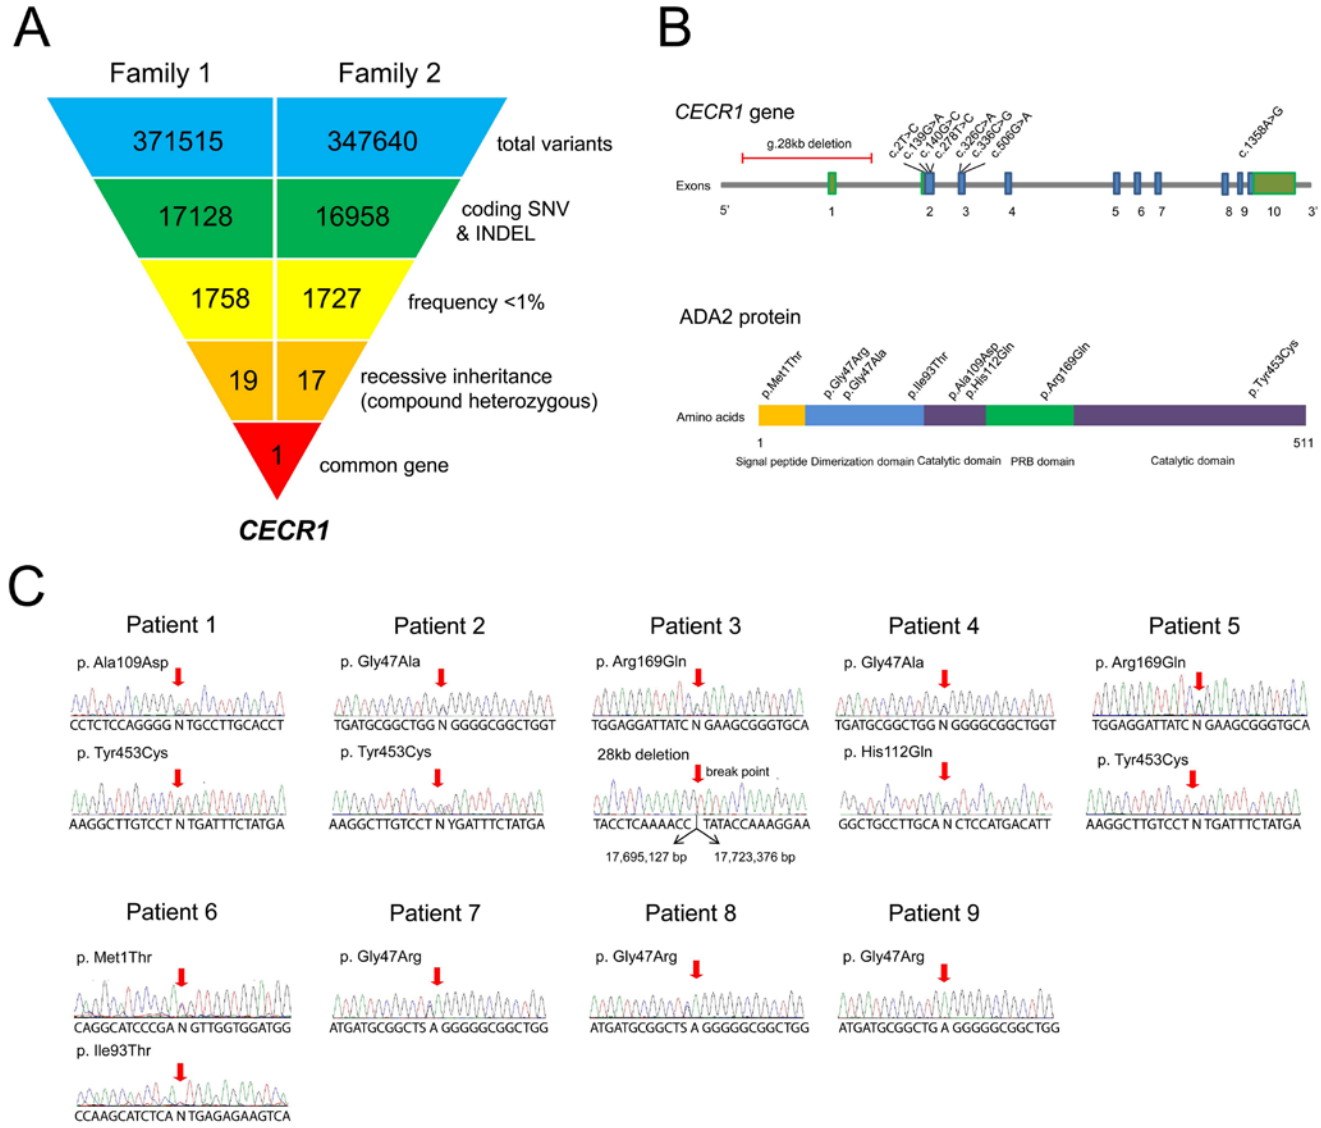 A
Family 1 Family 2
371515 347640 total variants
17128 16958 coding SNV
& INDEL
1758 1727 frequency <1%
19 17 recessive inheritance
(compound heterozygous)
1 common gene
CECR1
B
CECR1 gene
g.28kb deletion
c.2T>C
c.139G>A
c.140G>C
c.278T>C
c.326C>A
c.336C>G
c.506G>A
c.1358A>G
Exons
5' 1 2 3 4 5 6 7 8 9 10 3'
ADA2 protein
p.Met1Thr
p.Gly47Arg
p.Gly47Ala
p.Ile93Thr
p.Ala109Asp
p.His112Gln
p.Arg169Gln
p.Tyr453Cys
Amino acids
1 511
Signal peptide Dimerization domain Catalytic domain PRB domain Catalytic domain
C
Patient 1
p. Ala109Asp
CCTCTCCAGGGGNTGCCTTGCACCT
p. Tyr453Cys
AAGGCTTGTCCTNTGATTTCTATGA
Patient 2
p. Gly47Ala
TGATGCGGCTGG N GGGGCGGCTGGT
p. Tyr453Cys
AAGGCTTGTCCT N YGATTTCTATGA
Patient 3
p. Arg169Gln
TGGAGGATTATC N GAAGCGGGTGCA
28kb deletion
break point
TACCTCAAAACC TATACCAAAGGAA
17,695,127 bp 17,723,376 bp
Patient 4
p. Gly47Ala
TGATGCGGCTGG N GGGGCGGCTGGT
p. His112Gln
GGCTGCCTTGCA N CTCCATGACATT
Patient 5
p. Arg169Gln
TGGAGGATTATC N GAAGCGGGTGCA
p. Tyr453Cys
AAGGCTTGTCCT N TGATTTCTATGA
Patient 6
p. Met1Thr
CAGGCATCCCGA N GTTGGTGGATGG
p. Ile93Thr
CCAAGCATCTCA N TGAGAGAAGTCA
Patient 7
p. Gly47Arg
ATGATGCGGCTS A GGGGGCGGCTGG
Patient 8
p. Gly47Arg
ATGATGCGGCTS A GGGGGCGGCTGG
Patient 9
p. Gly47Arg
ATGATGCGGCTG A GGGGGCGGCTGG